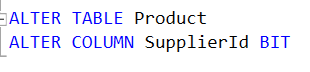 ALTER TABLE Product
ALTER COLUMN SupplierId BIT